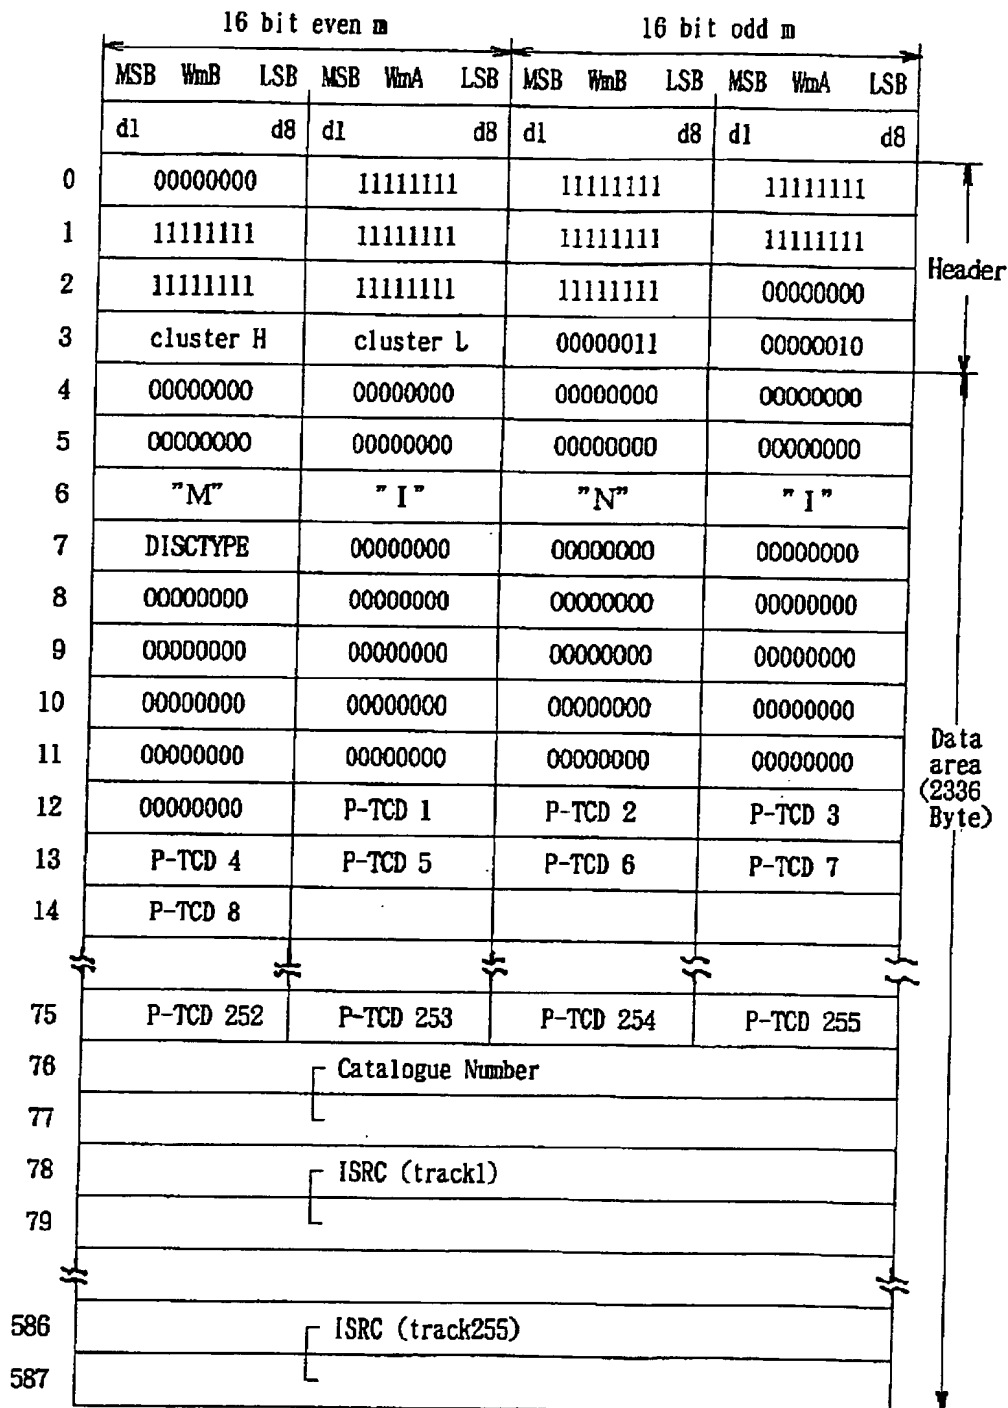 16 bit even m 16 bit odd m
MSB WmB LSB MSB WmA LSB MSB WmB LSB MSB WmA LSB
d1 d8 d1 d8 d1 d8 d1 d8
0 00000000 11111111 11111111 11111111
1 11111111 11111111 11111111 11111111
2 11111111 11111111 11111111 00000000
Header
3 cluster H cluster L 00000011 00000010
4 00000000 00000000 00000000 00000000
5 00000000 00000000 00000000 00000000
6 "M" "I" "N" "I"
7 DISCTYPE 00000000 00000000 00000000
8 00000000 00000000 00000000 00000000
9 00000000 00000000 00000000 00000000
10 00000000 00000000 00000000 00000000
11 00000000 00000000 00000000 00000000
Data
area
(2336
Byte)
12 00000000 P-TCD 1 P-TCD 2 P-TCD 3
13 P-TCD 4 P-TCD 5 P-TCD 6 P-TCD 7
14 P-TCD 8
75 P-TCD 252 P-TCD 253 P-TCD 254 P-TCD 255
76 Catalogue Number
77
78 ISRC (track1)
79
586 ISRC (track255)
587